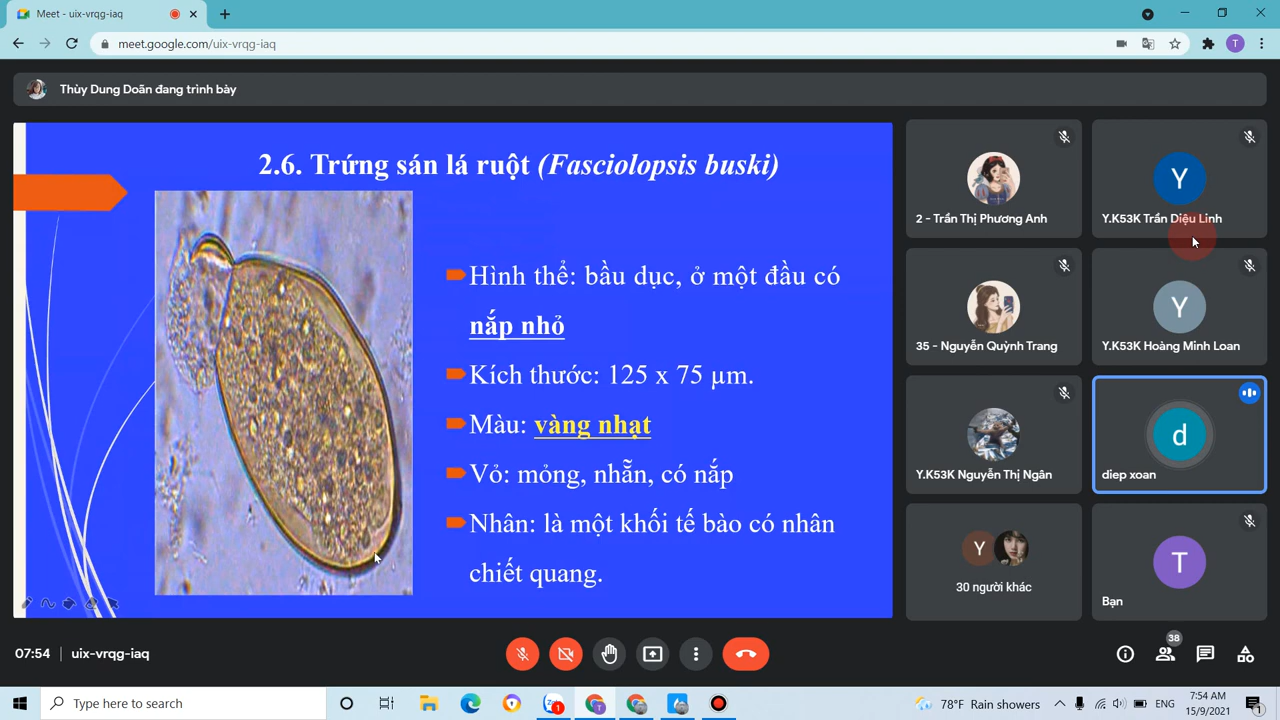 Meet - uix-vrqg-iaq
meet.google.com/uix-vrqg-iaq
T
Thùy Dung Doãn đang trình bày
2.6. Trứng sán lá ruột (Fasciolopsis buski)
Hình thể: bầu dục, ở một đầu có
nắp nhỏ
Kích thước: 125 x 75 µm.
Màu: vàng nhạt
Vỏ: mỏng, nhẵn, có nắp
Nhân: là một khối tế bào có nhân
chiết quang.
2 - Trần Thị Phương Anh
Y
Y.K53K Trần Diệu Linh
35 - Nguyễn Quỳnh Trang
Y
Y.K53K Hoàng Minh Loan
Y.K53K Nguyễn Thị Ngân
d
diep xoan
Y
30 người khác
T
Bạn
07:54 | uix-vrqg-iaq
38
Type here to search
78°F Rain showers
ENG
7:54 AM
15/9/2021